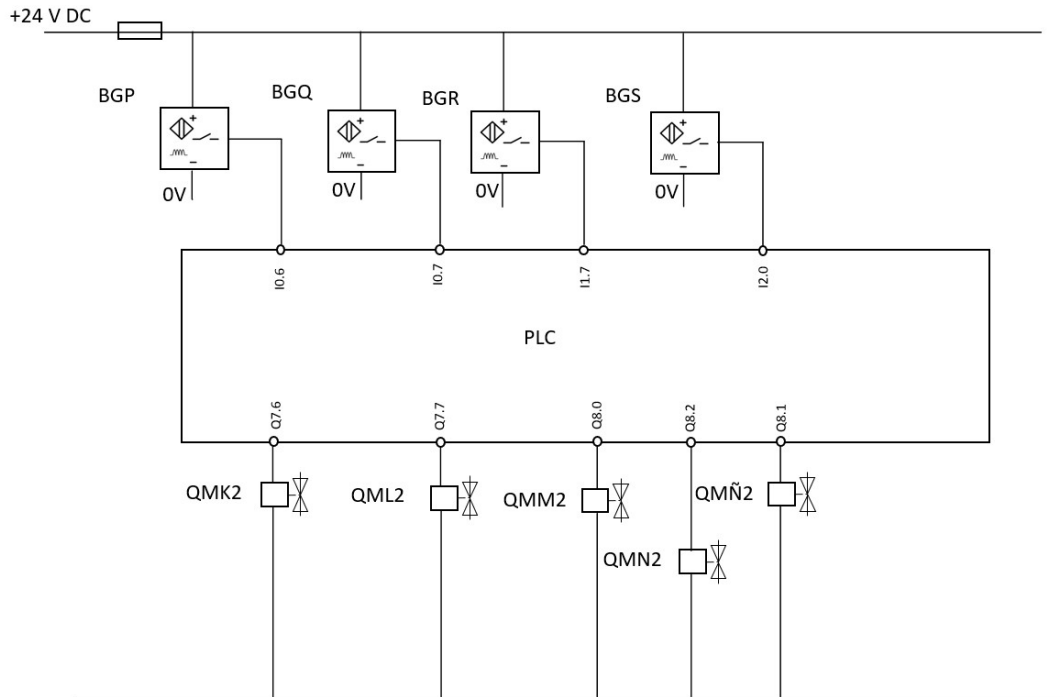 +24 V DC
BGP
BGQ
BGR
BGS
+
+
+
+
−
−
−
−
0V
0V
0V
0V
I0.6
I0.7
I1.7
I2.0
PLC
Q7.6
Q7.7
Q8.0
Q8.2
Q8.1
QMK2
QML2
QMM2
QMÑ2
QMN2